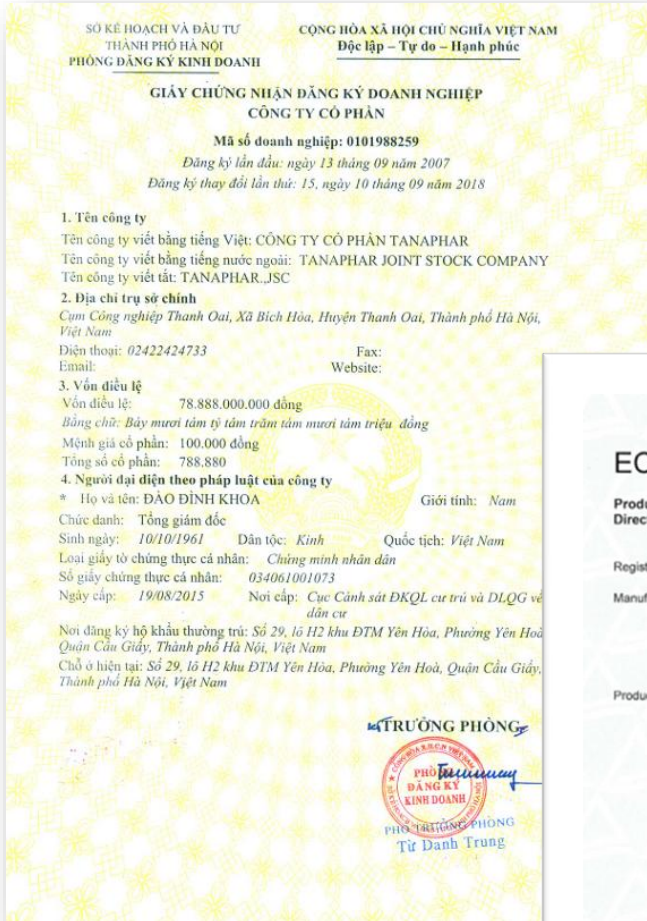 SỞ KẾ HOẠCH VÀ ĐẦU TƯ
THÀNH PHỐ HÀ NỘI
PHÒNG ĐĂNG KÝ KINH DOANH
CỘNG HÒA XÃ HỘI CHỦ NGHĨA VIỆT NAM
Độc lập – Tự do – Hạnh phúc
GIẤY CHỨNG NHẬN ĐĂNG KÝ DOANH NGHIỆP
CÔNG TY CỔ PHẦN
Mã số doanh nghiệp: 0101988259
Đăng ký lần đầu: ngày 13 tháng 09 năm 2007
Đăng ký thay đổi lần thứ: 15, ngày 10 tháng 09 năm 2018
1. Tên công ty
Tên công ty viết bằng tiếng Việt: CÔNG TY CỔ PHẦN TANAPHAR
Tên công ty viết bằng tiếng nước ngoài: TANAPHAR JOINT STOCK COMPANY
Tên công ty viết tắt: TANAPHAR.,JSC
2. Địa chỉ trụ sở chính
Cụm Công nghiệp Thanh Oai, Xã Bích Hòa, Huyện Thanh Oai, Thành phố Hà Nội,
Việt Nam
Điện thoại: 02422424733 Fax:
Email: Website:
3. Vốn điều lệ
Vốn điều lệ: 78.888.000.000 đồng
Bằng chữ: Bảy mươi tám tỷ tám trăm tám mươi tám triệu đồng
Mệnh giá cổ phần: 100.000 đồng
Tổng số cổ phần: 788.880
4. Người đại diện theo pháp luật của công ty
* Họ và tên: ĐÀO ĐÌNH KHOA Giới tính: Nam
Chức danh: Tổng giám đốc
Sinh ngày: 10/10/1961 Dân tộc: Kinh Quốc tịch: Việt Nam
Loại giấy tờ chứng thực cá nhân: Chứng minh nhân dân
Số giấy chứng thực cá nhân: 034061001073
Ngày cấp: 19/08/2015 Nơi cấp: Cục Cảnh sát ĐKQL cư trú và DLQG về
dân cư
Nơi đăng ký hộ khẩu thường trú: Số 29, lô H2 khu ĐTM Yên Hòa, Phường Yên Hoà
Quận Cầu Giấy, Thành phố Hà Nội, Việt Nam
Chỗ ở hiện tại: Số 29, lô H2 khu ĐTM Yên Hòa, Phường Yên Hoà, Quận Cầu Giấy,
Thành phố Hà Nội, Việt Nam
TRƯỞNG PHÒNG
PHÒNG
ĐĂNG KÝ
KINH DOANH
PHÓ TRƯỞNG PHÒNG
Từ Danh Trung
EC
Produ
Direc
Regist
Manuf
Produ